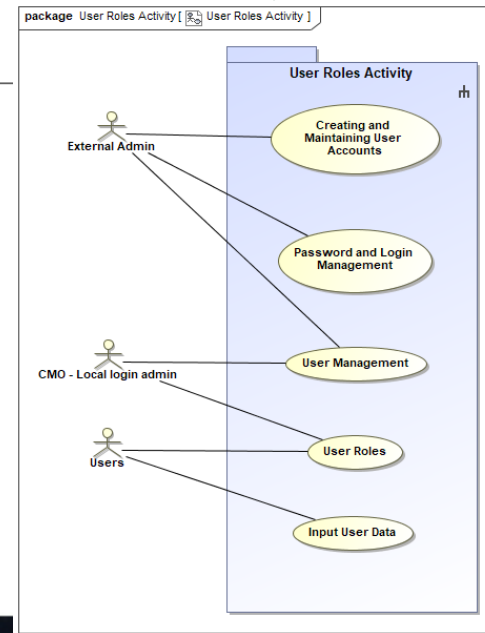 package User Roles Activity [ User Roles Activity ]
User Roles Activity
Creating and
Maintaining User
Accounts
External Admin
Password and Login
Management
User Management
CMO - Local login admin
User Roles
Users
Input User Data